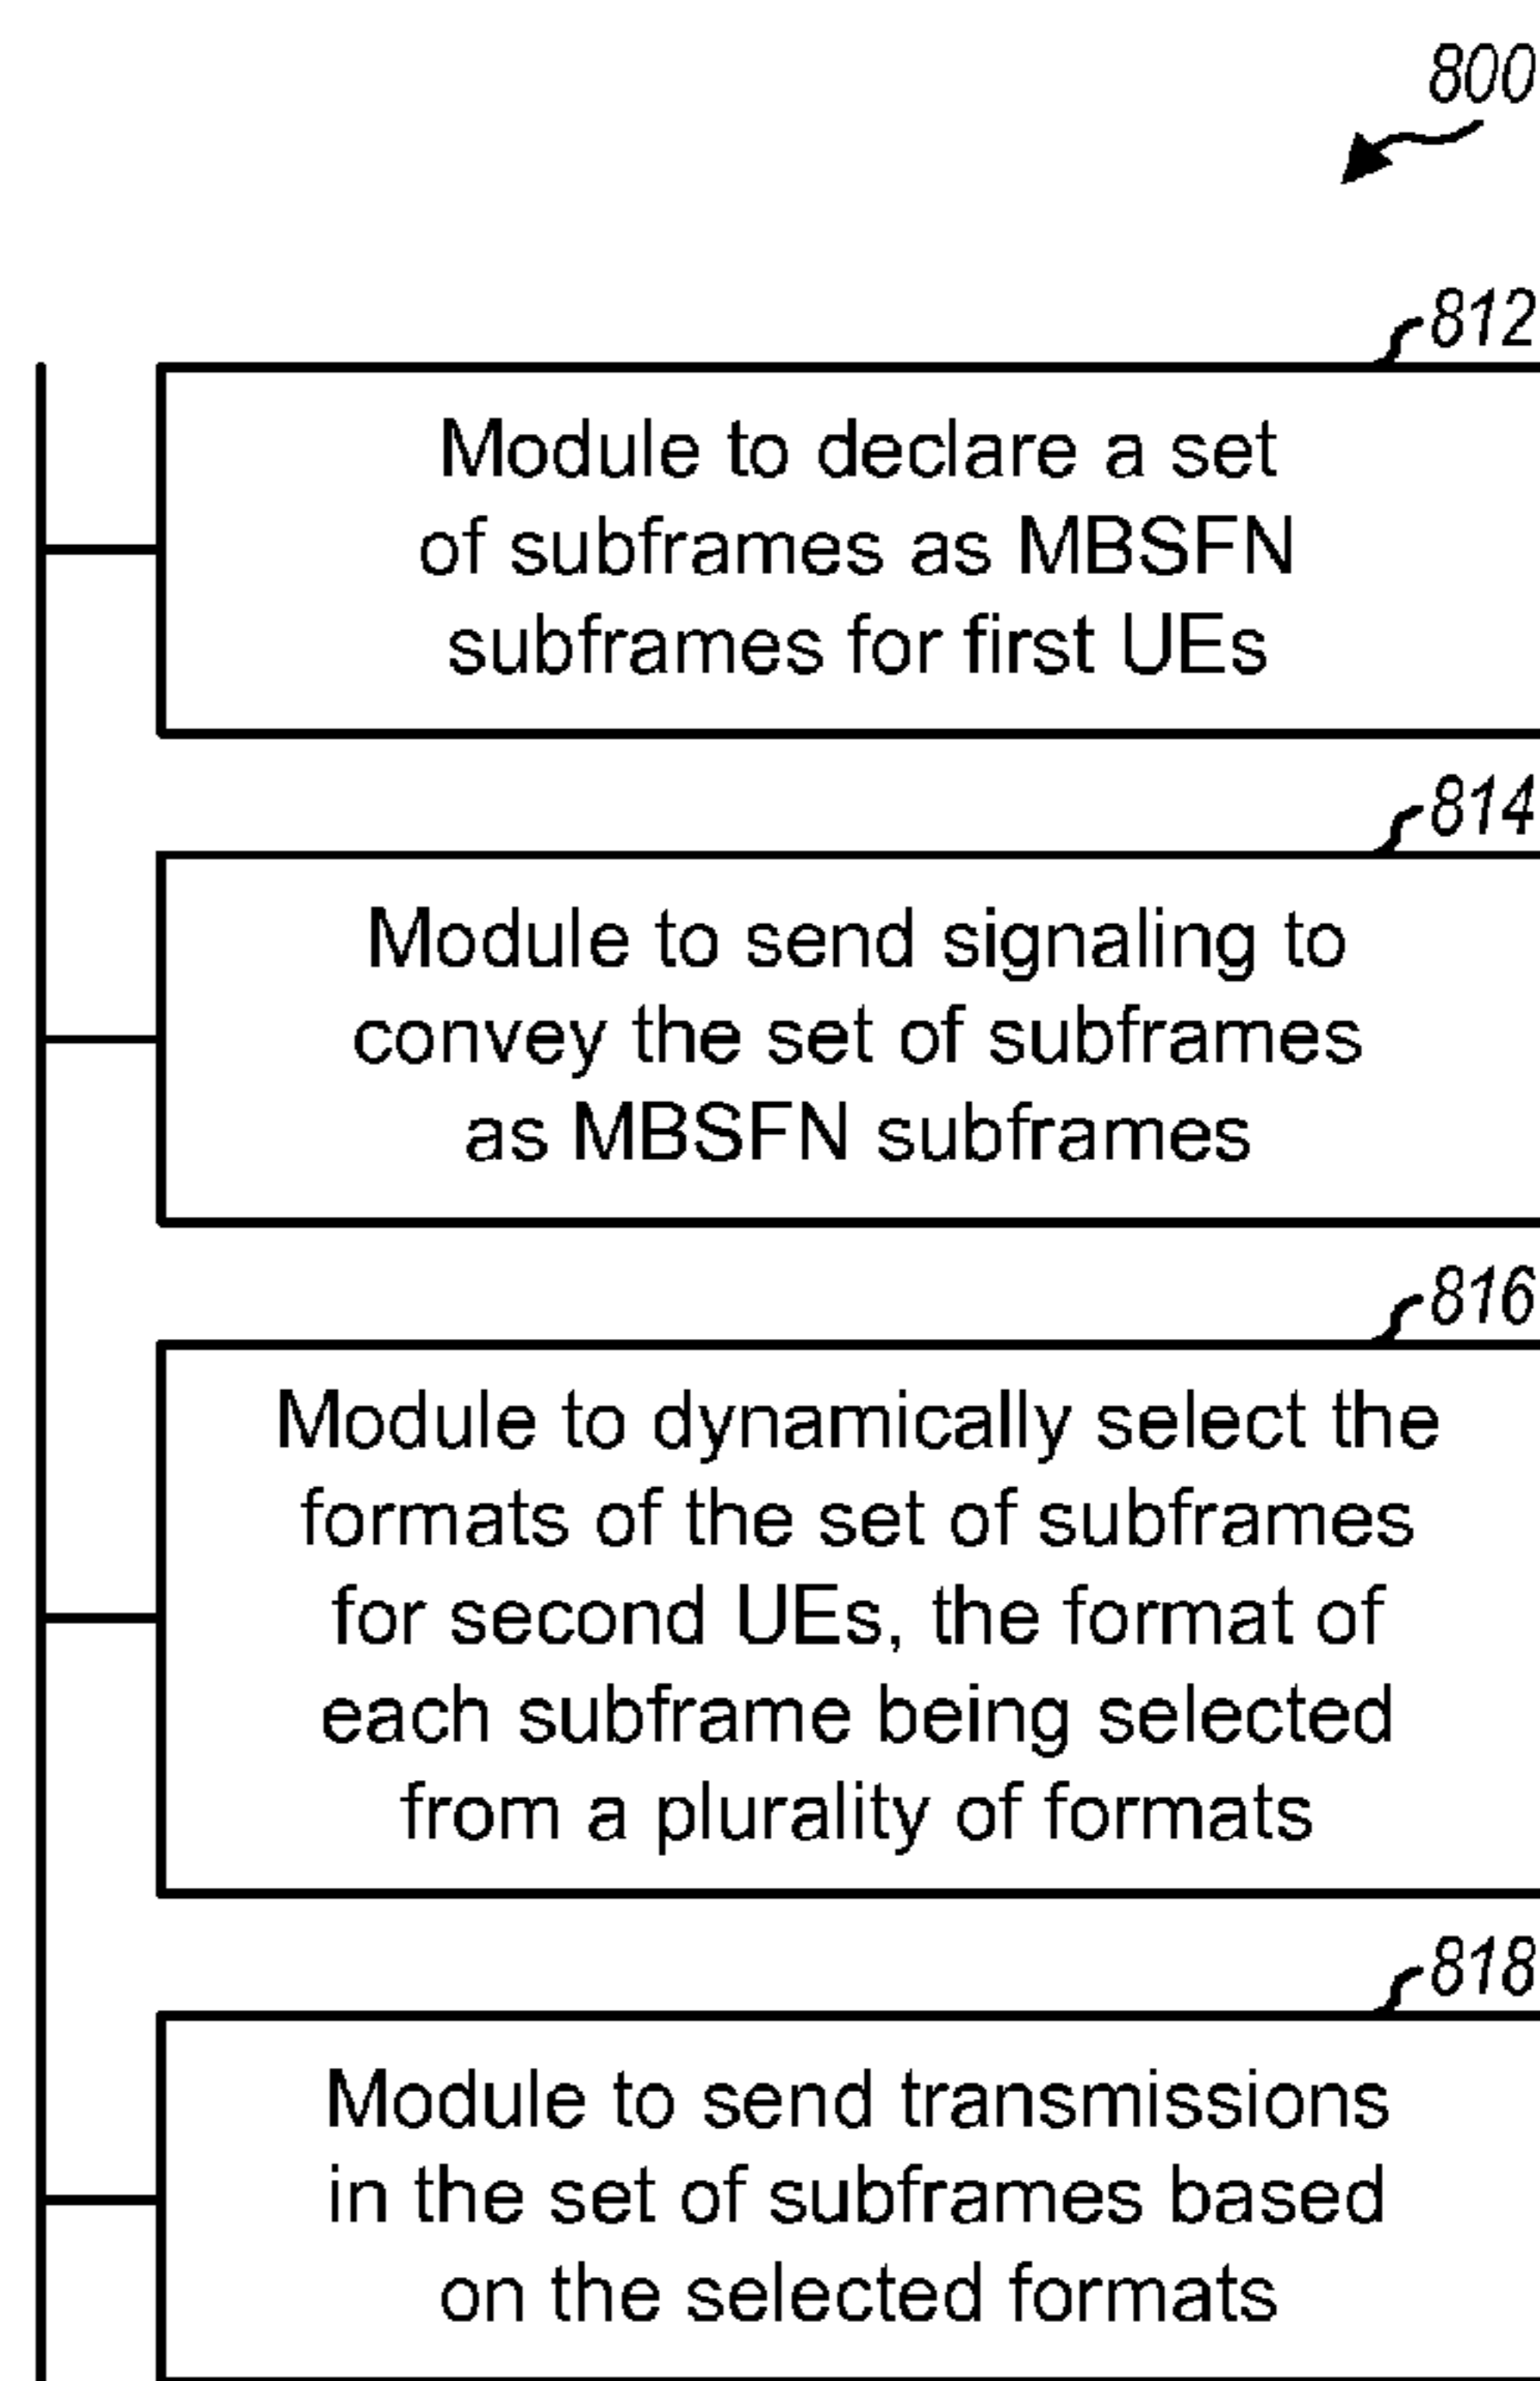 800
812
Module to declare a set
of subframes as MBSFN
subframes for first UEs
814
Module to send signaling to
convey the set of subframes
as MBSFN subframes
816
Module to dynamically select the
formats of the set of subframes
for second UEs, the format of
each subframe being selected
from a plurality of formats
818
Module to send transmissions
in the set of subframes based
on the selected formats